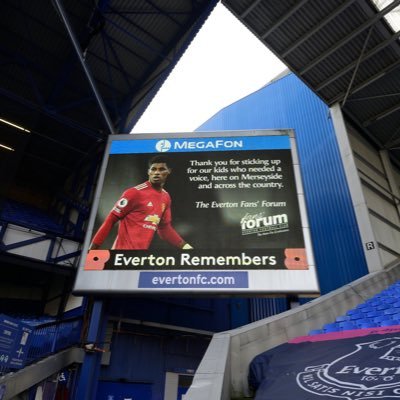 MEGAFON
Thank you for sticking up
for our kids who needed a
voice, here on Merseyside
and across the country.
The Everton Fans' Forum
fans'
forum
Everton Remembers
evertonfc.com
R
Everton